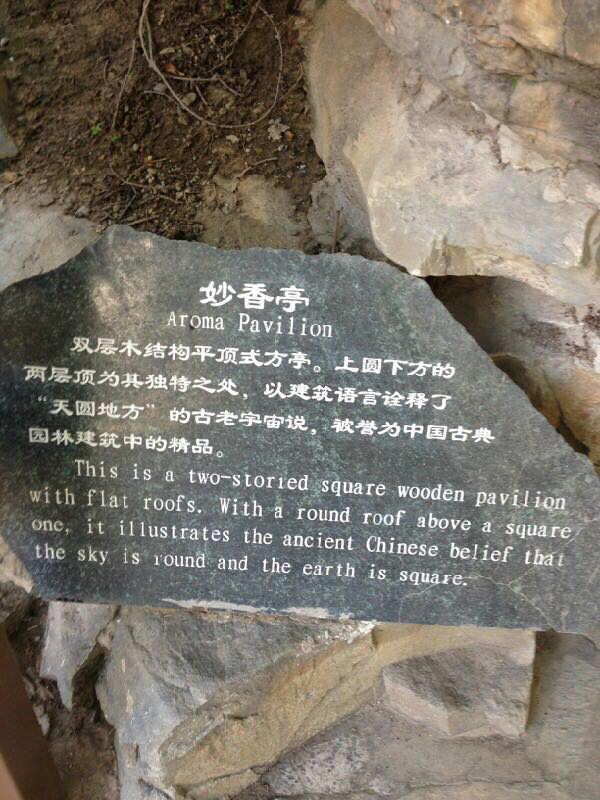 妙香亭
Aroma Pavilion
双层木结构平顶式方亭。上圆下方的
两层顶为其独特之处，以建筑语言诠释了
“天圆地方”的古老宇宙说，被誉为中国古典
园林建筑中的精品。
This is a two-storied square wooden pavilion
with flat roofs. With a round roof above a square
one, it illustrates the ancient Chinese belief that
the sky is round and the earth is square.